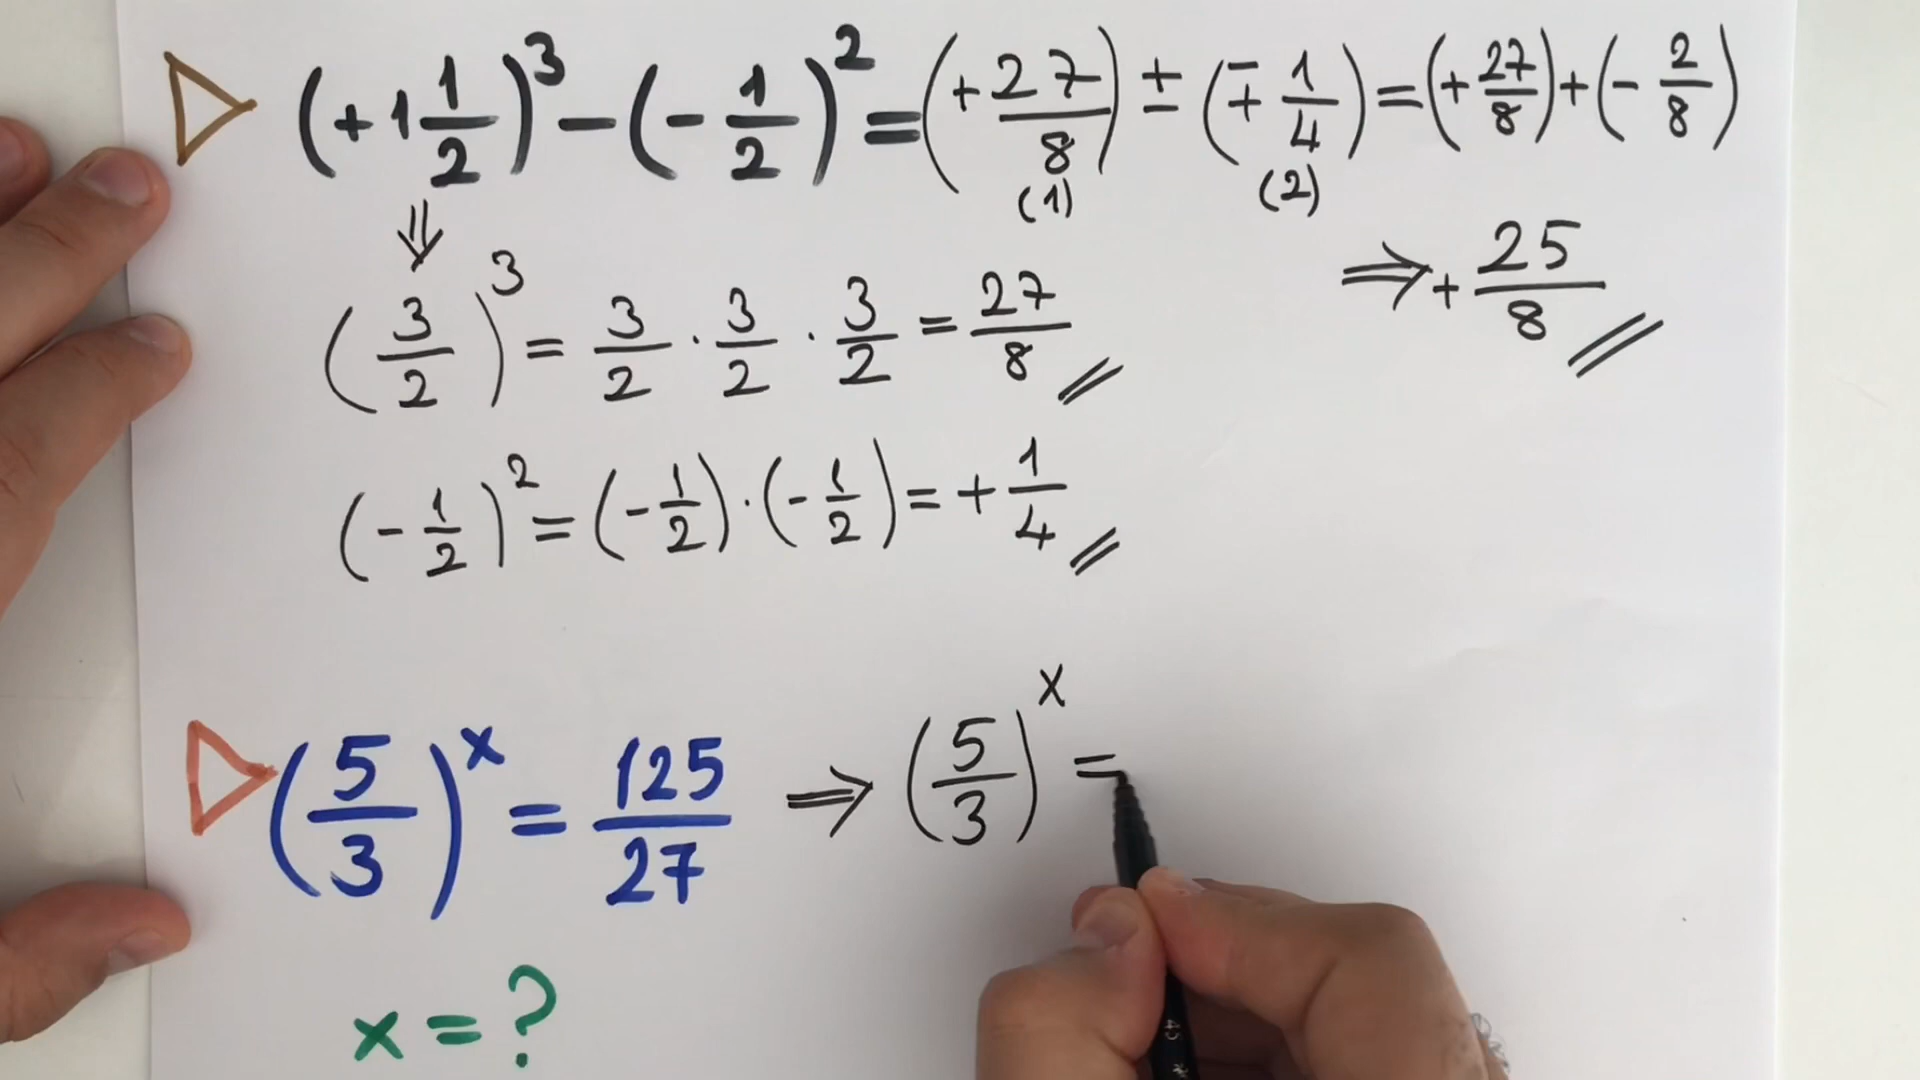 (+1 1/2)³ − (−1/2)² = (+27/8) ± (∓1/4) = (+27/8) + (−2/8)
(1) (2)
⇓
⇒ +25/8 //
(3/2)³ = 3/2 · 3/2 · 3/2 = 27/8 //
(−1/2)² = (−1/2) · (−1/2) = +1/4 //
(5/3)ˣ = 125/27 ⇒ (5/3)ˣ =
x = ?
45